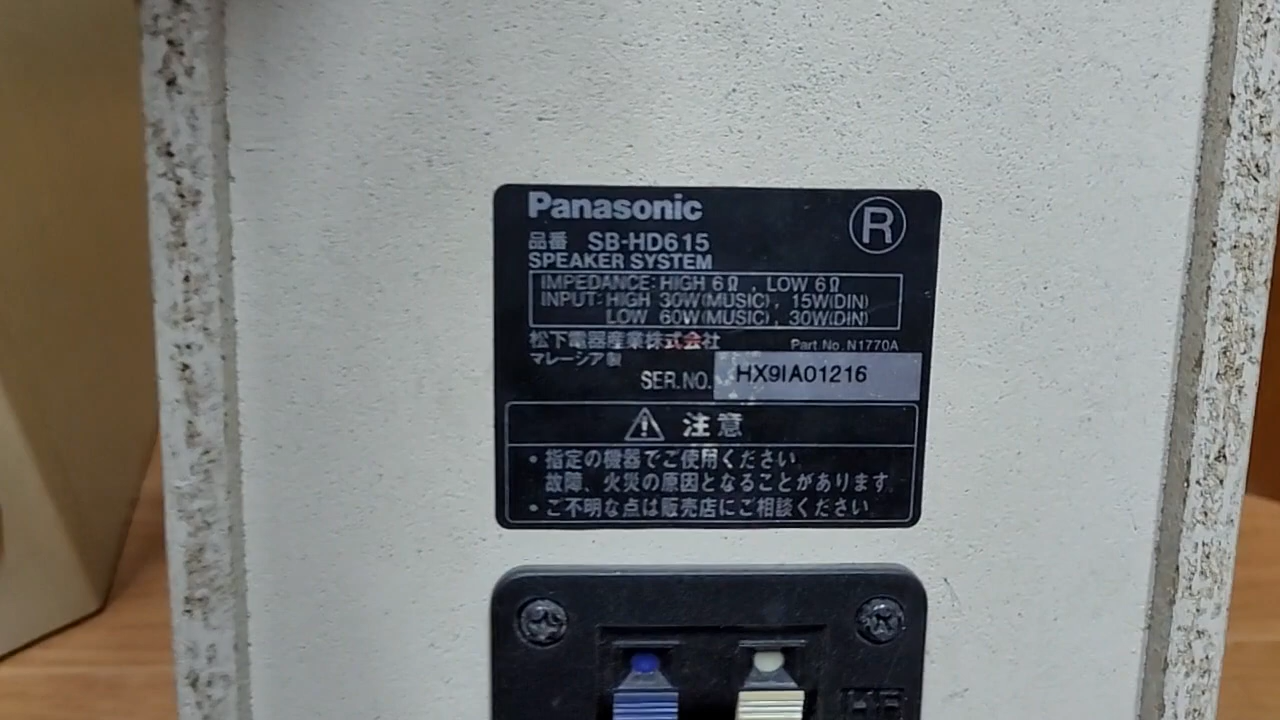 Panasonic
R
品番 SB-HD615
SPEAKER SYSTEM
IMPEDANCE: HIGH 6Ω , LOW 6Ω
INPUT: HIGH 30W(MUSIC), 15W(DIN)
LOW 60W(MUSIC), 30W(DIN)
松下電器産業株式会社
Part No. N1770A
マレーシア製
SER.NO. HX9IA01216
注意
・指定の機器でご使用ください
故障、火災の原因となることがあります
・ご不明な点は販売店にご相談ください
HF